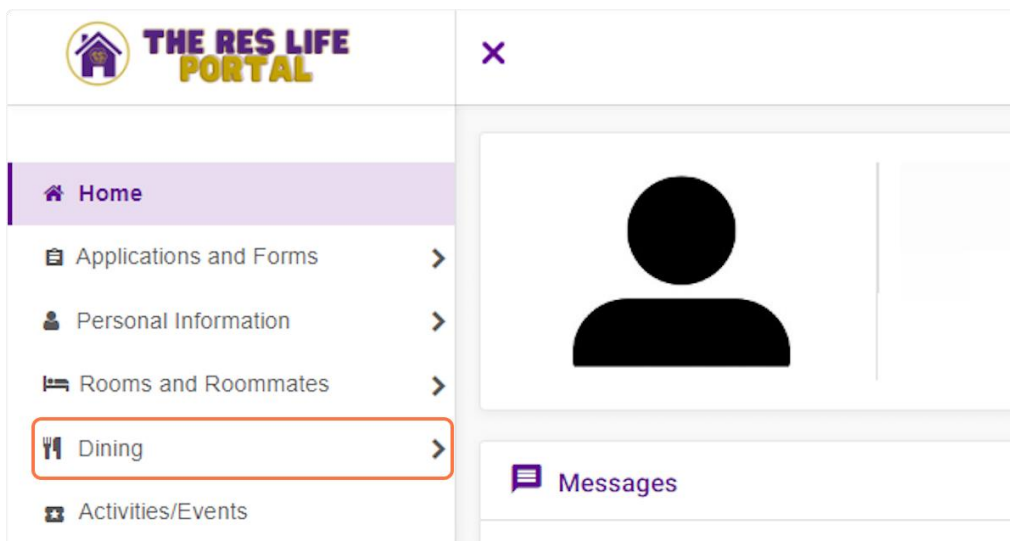 THE RES LIFE
PORTAL
Home
Applications and Forms
Personal Information
Rooms and Roommates
Dining
Activities/Events
Messages